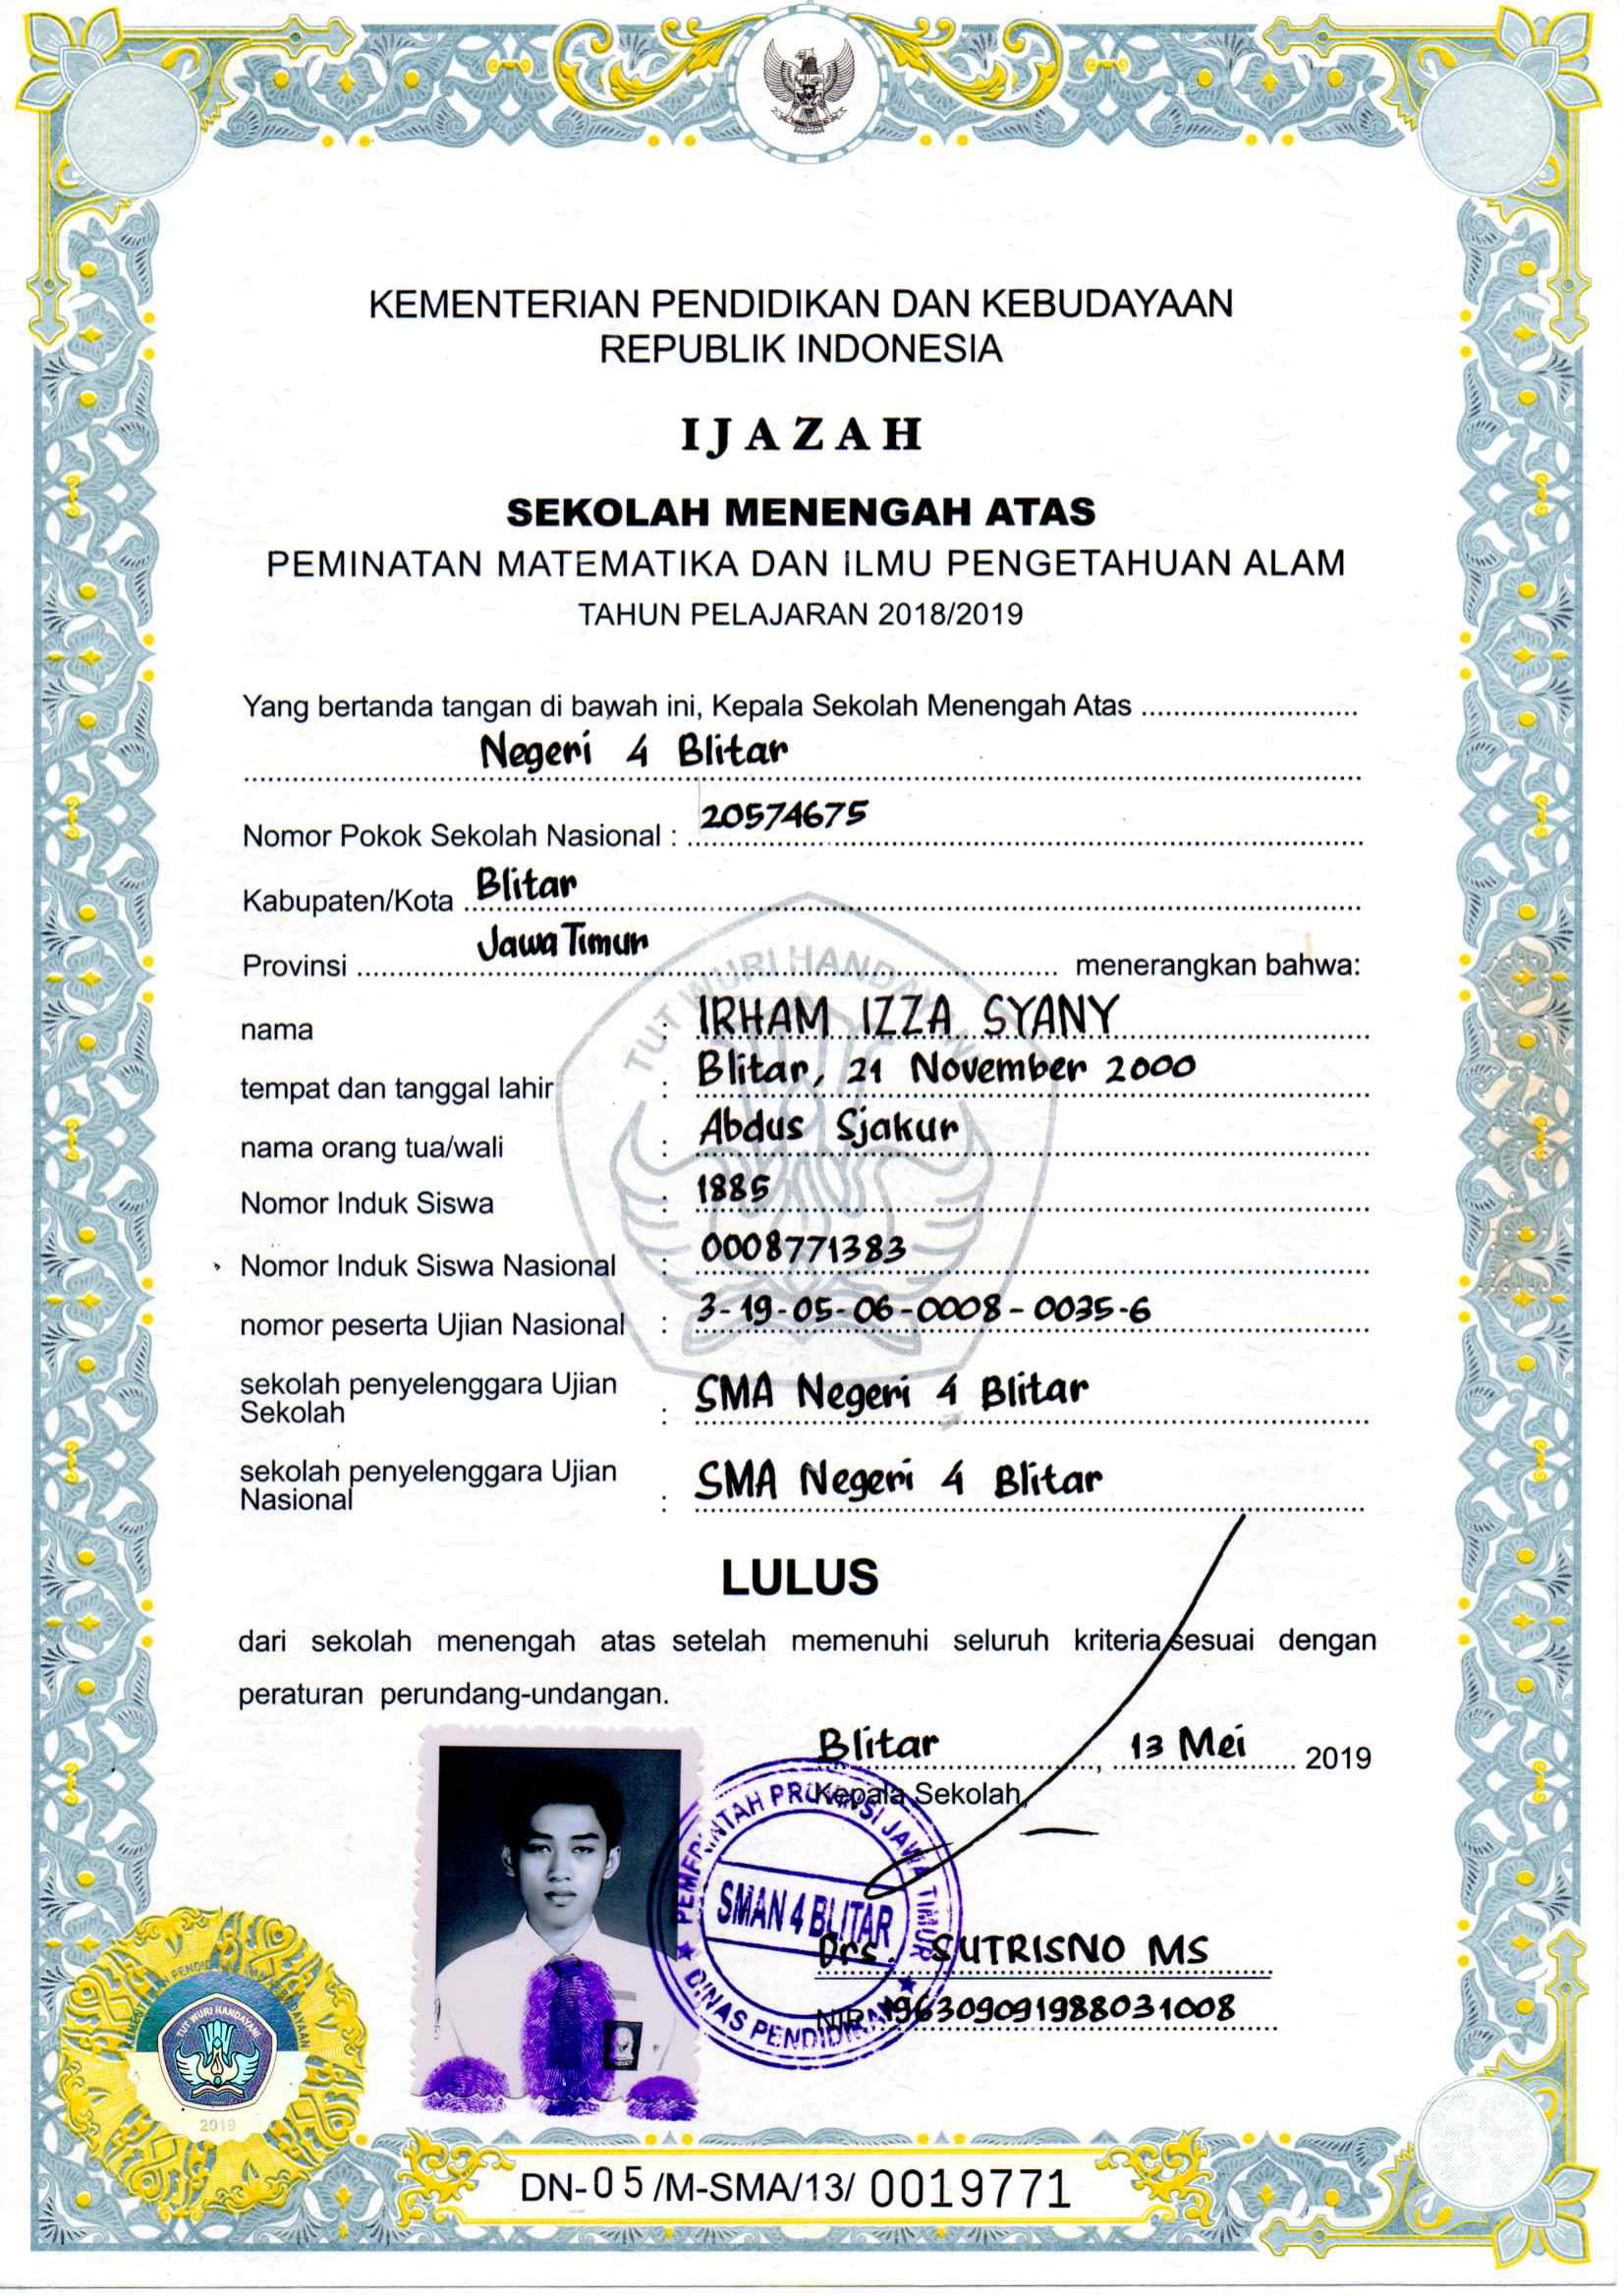 KEMENTERIAN PENDIDIKAN DAN KEBUDAYAAN
REPUBLIK INDONESIA
IJAZAH
SEKOLAH MENENGAH ATAS
PEMINATAN MATEMATIKA DAN ILMU PENGETAHUAN ALAM
TAHUN PELAJARAN 2018/2019
Yang bertanda tangan di bawah ini, Kepala Sekolah Menengah Atas
Negeri 4 Blitar
Nomor Pokok Sekolah Nasional : 20574675
Kabupaten/Kota Blitar
Provinsi Jawa Timur menerangkan bahwa:
TUT WURI HANDAYANI
nama : IRHAM IZZA SYANY
tempat dan tanggal lahir : Blitar, 21 November 2000
nama orang tua/wali : Abdus Sjakur
Nomor Induk Siswa : 1885
Nomor Induk Siswa Nasional : 0008771383
nomor peserta Ujian Nasional : 3-19-05-06-0008-0035-6
sekolah penyelenggara Ujian
Sekolah : SMA Negeri 4 Blitar
sekolah penyelenggara Ujian
Nasional : SMA Negeri 4 Blitar
LULUS
dari sekolah menengah atas setelah memenuhi seluruh kriteria sesuai dengan
peraturan perundang-undangan.
Blitar, 13 Mei 2019
Kepala Sekolah,
PEMERINTAH PROVINSI JAWA TIMUR
SMAN 4 BLITAR
DINAS PENDIDIKAN
Drs. SUTRISNO MS
NIP. 196309091988031008
TUT WURI HANDAYANI
2019
DN-05/M-SMA/13/0019771